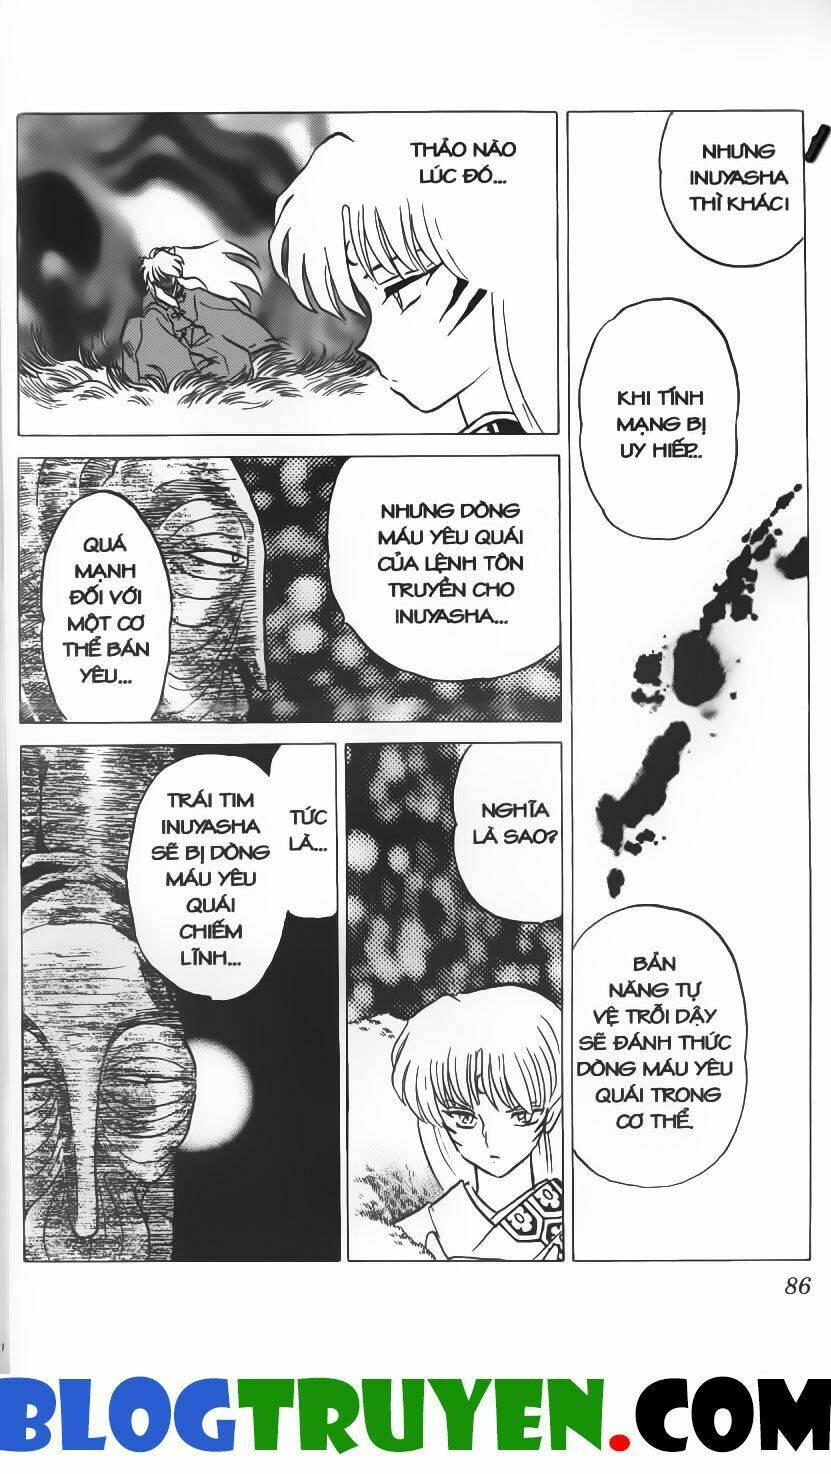 NHƯNG
INUYASHA
THÌ KHÁC!
KHI TÍNH
MẠNG BỊ
UY HIẾP...
BẢN
NĂNG TỰ
VỆ TRỖI DẬY
SẼ ĐÁNH THỨC
DÒNG MÁU YÊU
QUÁI TRONG
CƠ THỂ.
THẢO NÀO
LÚC ĐÓ...
NHƯNG DÒNG
MÁU YÊU QUÁI
CỦA LỆNH TÔN
TRUYỀN CHO
INUYASHA...
QUÁ
MẠNH
ĐỐI VỚI
MỘT CƠ
THỂ BÁN
YÊU...
NGHĨA
LÀ SAO?
TỨC
LÀ...
TRÁI TIM
INUYASHA
SẼ BỊ DÒNG
MÁU YÊU
QUÁI
CHIẾM
LĨNH...
86
BLOGTRUYEN.COM